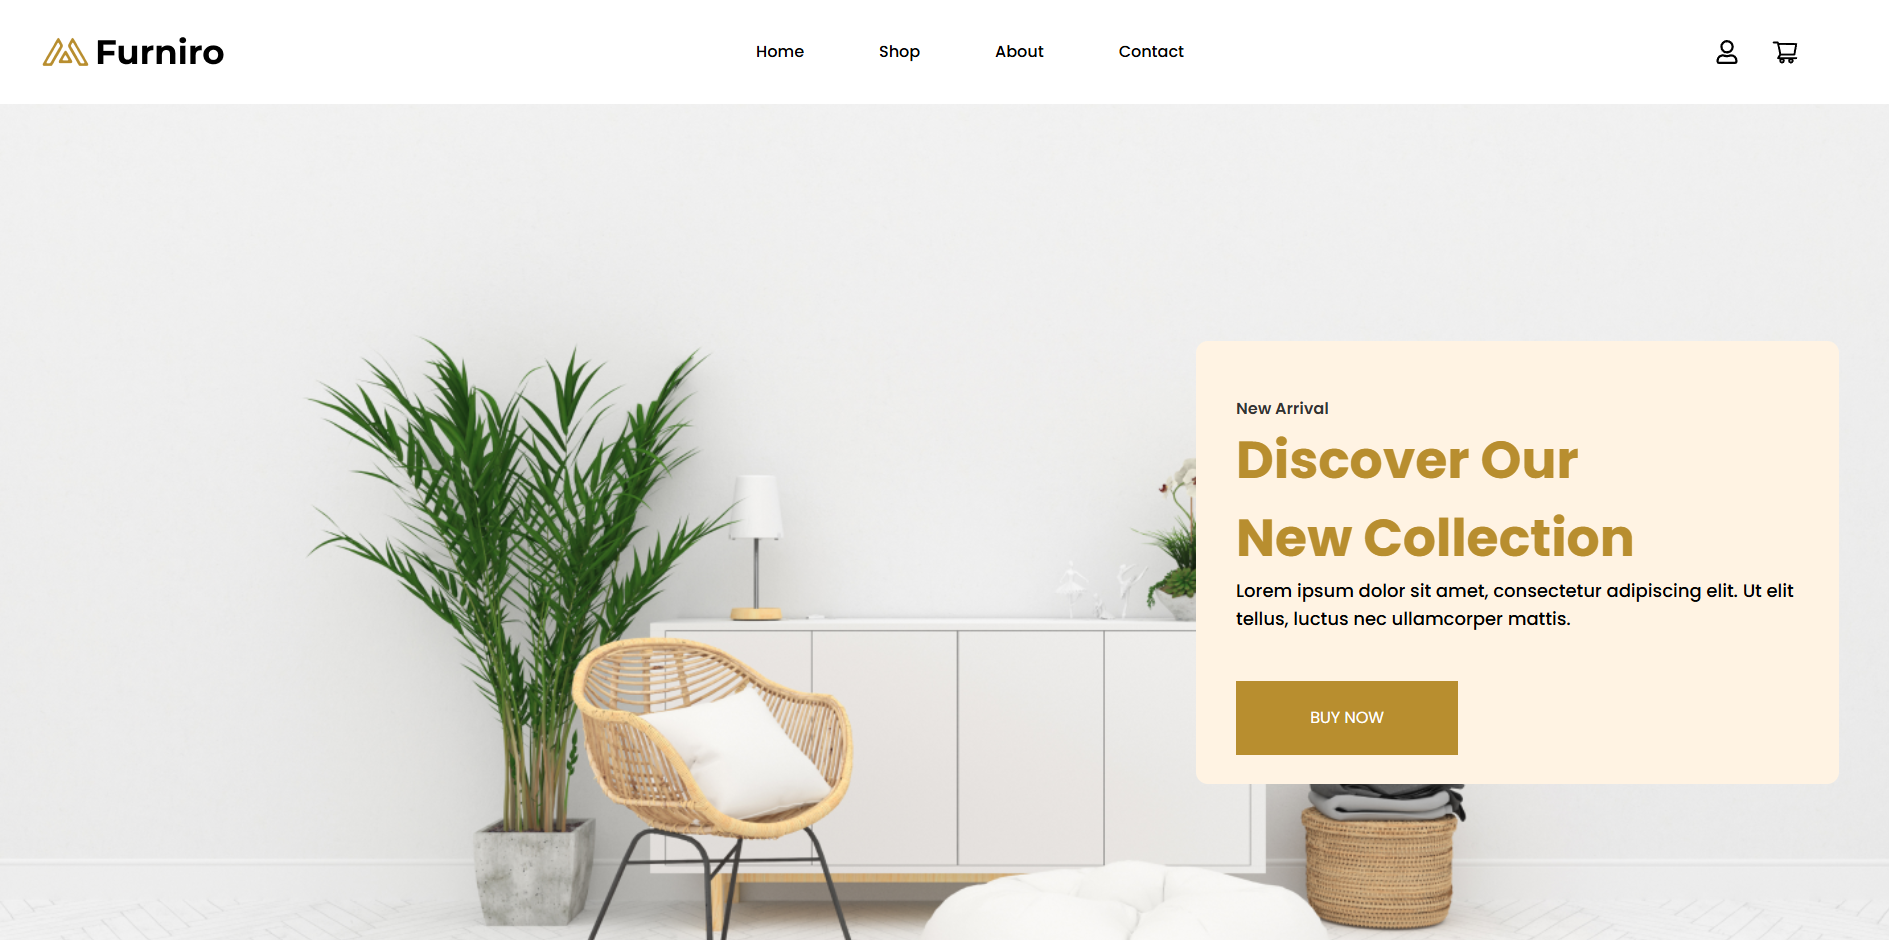 Furniro
Home
Shop
About
Contact
New Arrival
Discover Our
New Collection
Lorem ipsum dolor sit amet, consectetur adipiscing elit. Ut elit
tellus, luctus nec ullamcorper mattis.
BUY NOW